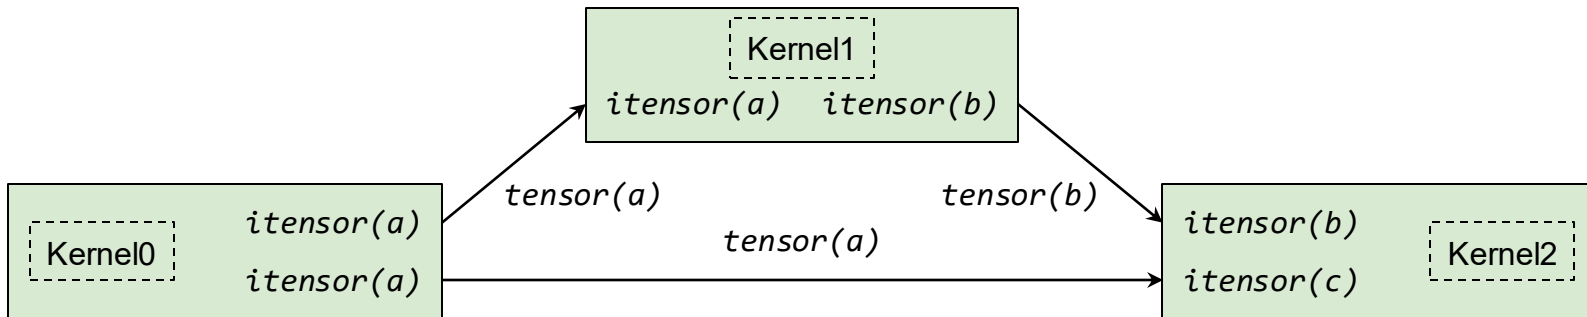 Kernel1
itensor(a) itensor(b)
tensor(a)
tensor(b)
itensor(a)
Kernel0
itensor(a)
tensor(a)
itensor(b)
Kernel2
itensor(c)